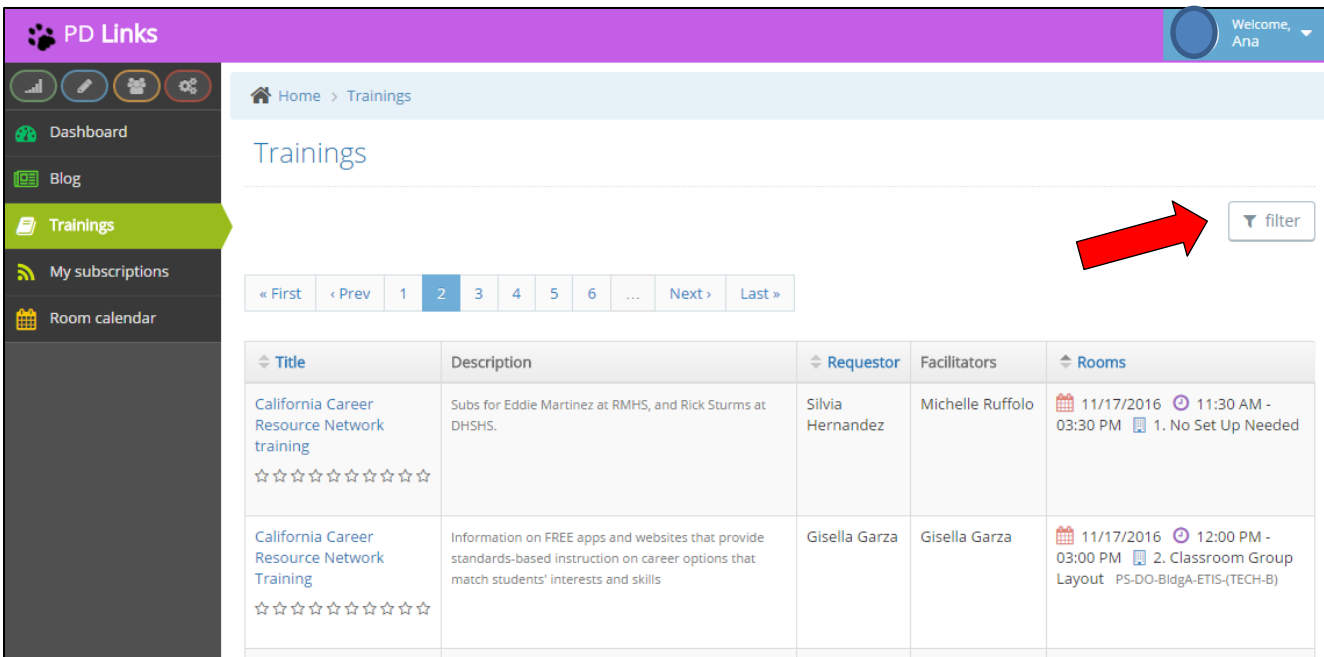 PD Links
Welcome,
Ana
Dashboard
Blog
Trainings
My subscriptions
Room calendar
Home > Trainings
Trainings
filter
« First ‹ Prev 1 2 3 4 5 6 ... Next › Last »
Title
Description
Requestor
Facilitators
Rooms
California Career
Resource Network
training
Subs for Eddie Martinez at RMHS, and Rick Sturms at
DHSHS.
Silvia
Hernandez
Michelle Ruffolo
11/17/2016 11:30 AM -
03:30 PM 1. No Set Up Needed
California Career
Resource Network
Training
Information on FREE apps and websites that provide
standards-based instruction on career options that
match students' interests and skills
Gisella Garza
Gisella Garza
11/17/2016 12:00 PM -
03:00 PM 2. Classroom Group
Layout PS-DO-BldgA-ETIS-(TECH-B)